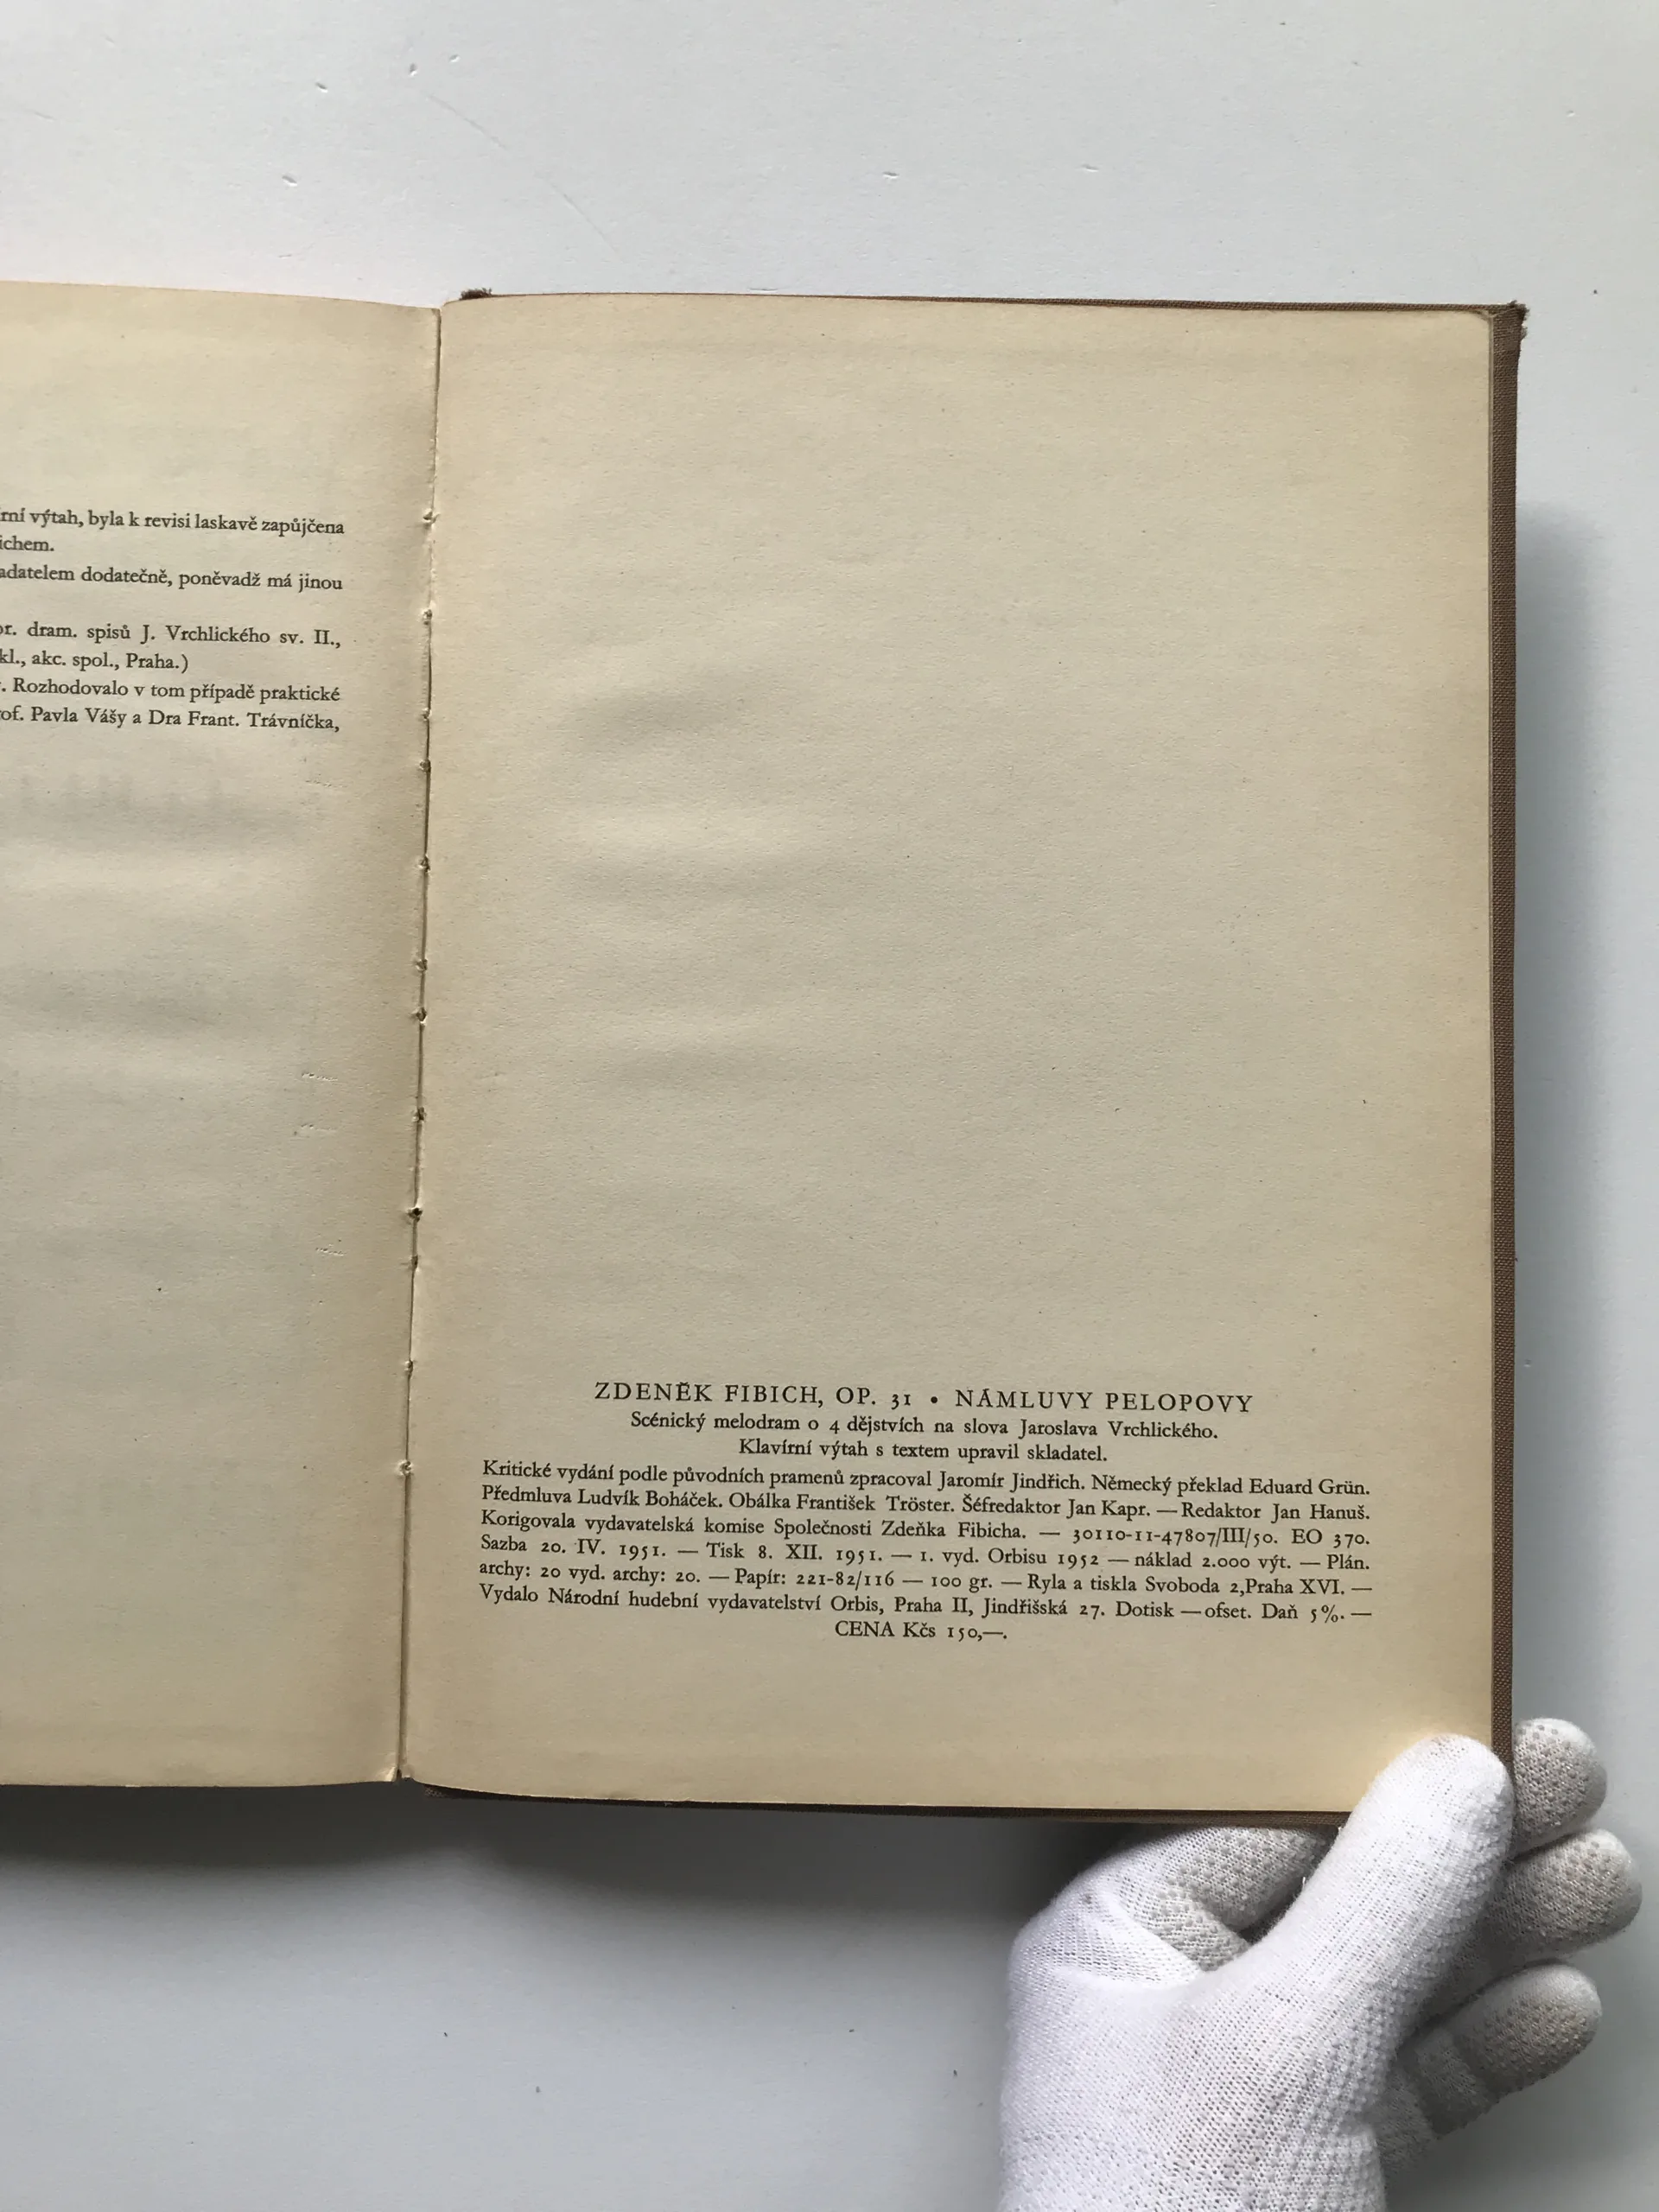 rní výtah, byla k revisi laskavě zapůjčena
ichem.
adatelem dodatečně, poněvadž má jinou
or. dram. spisů J. Vrchlického sv. II.,
kl., akc. spol., Praha.)
. Rozhodovalo v tom případě praktické
of. Pavla Vášy a Dra Frant. Trávníčka,
ZDENĚK FIBICH, OP. 31 • NÁMLUVY PELOPOVY
Scénický melodram o 4 dějstvích na slova Jaroslava Vrchlického.
Klavírní výtah s textem upravil skladatel.
Kritické vydání podle původních pramenů zpracoval Jaromír Jindřich. Německý překlad Eduard Grün.
Předmluva Ludvík Boháček. Obálka František Tröster. Šéfredaktor Jan Kapr. — Redaktor Jan Hanuš.
Korigovala vydavatelská komise Společnosti Zdeňka Fibicha. — 30110-11-47807/III/50. EO 370.
Sazba 20. IV. 1951. — Tisk 8. XII. 1951. — 1. vyd. Orbisu 1952 — náklad 2.000 výt. — Plán.
archy: 20 vyd. archy: 20. — Papír: 221-82/116 — 100 gr. — Ryla a tiskla Svoboda 2,Praha XVI. —
Vydalo Národní hudební vydavatelství Orbis, Praha II, Jindřišská 27. Dotisk — ofset. Daň 5%. —
CENA Kčs 150,—.